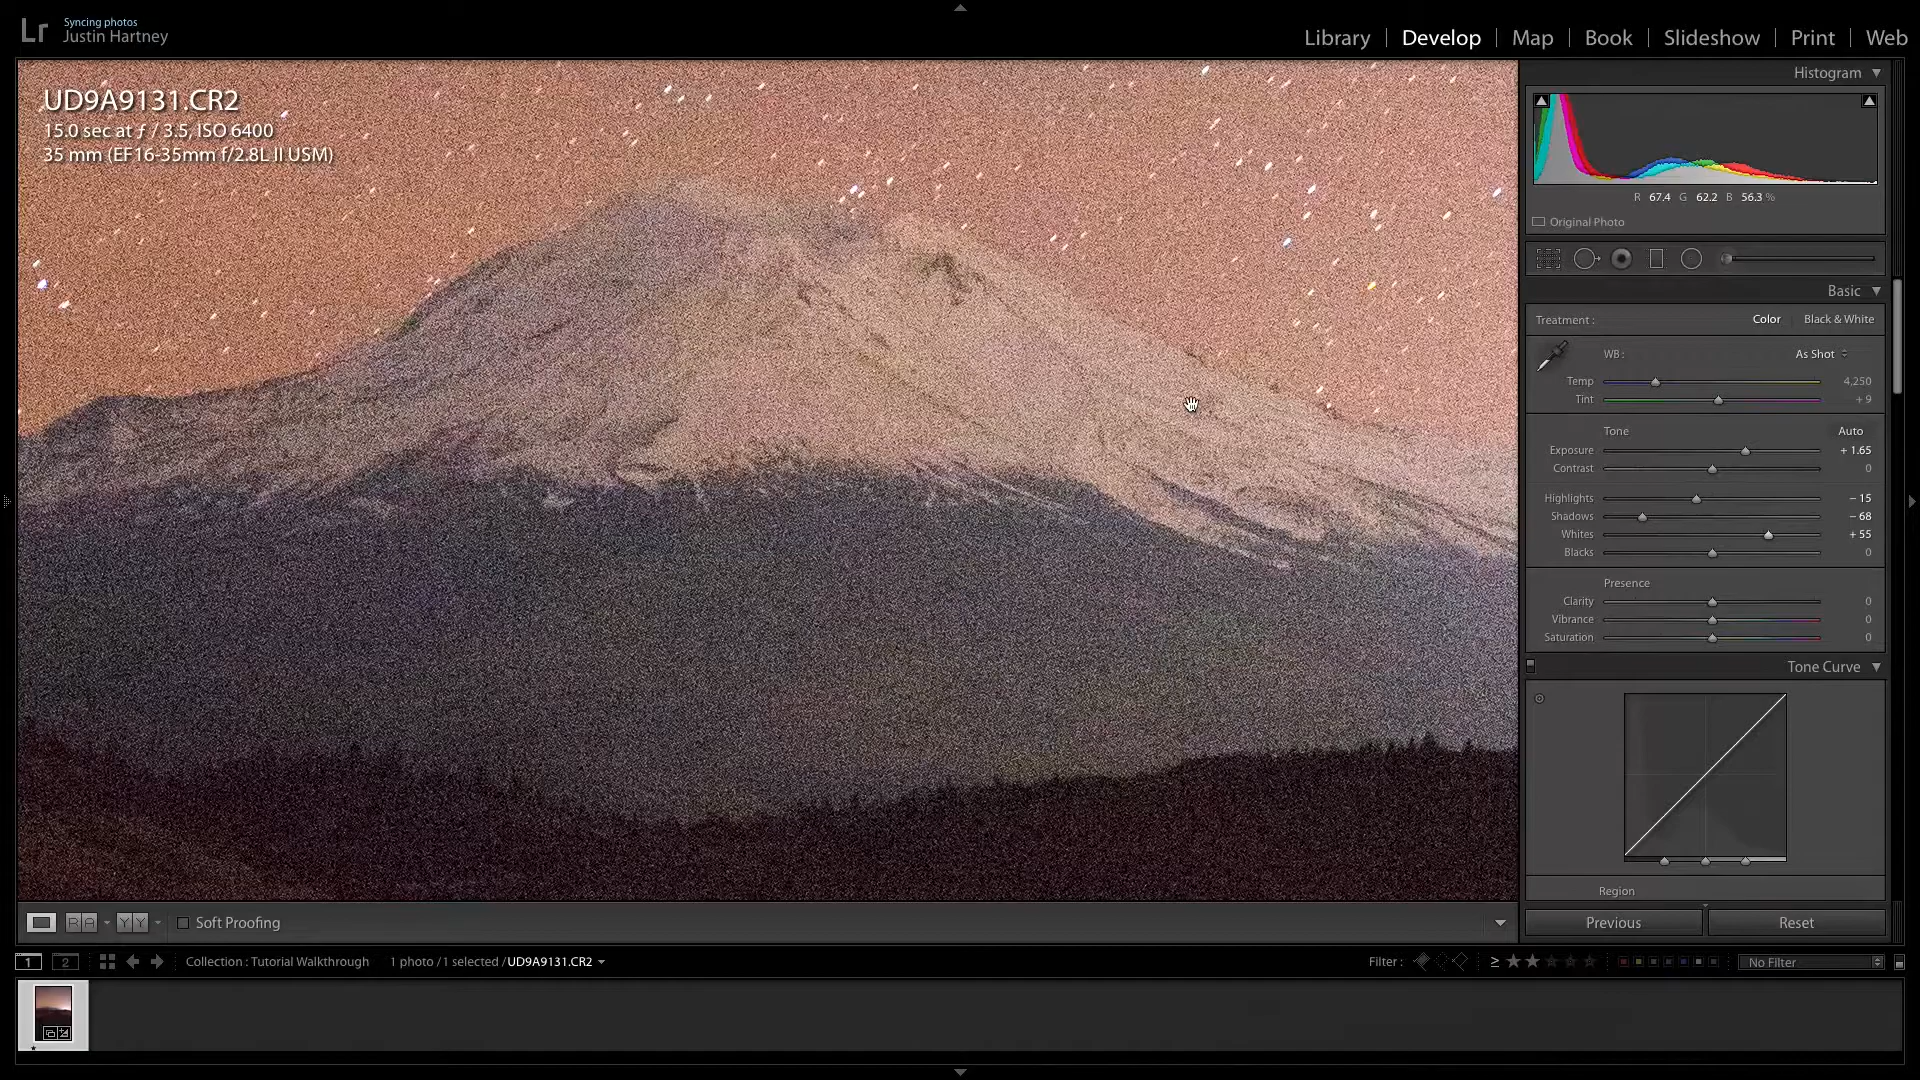 Lr
Syncing photos
Justin Hartney
Library
Develop
Map
Book
Slideshow
Print
Web
UD9A9131.CR2
15.0 sec at ƒ / 3.5, ISO 6400
35 mm (EF16-35mm f/2.8L II USM)
Histogram
R 67.4 G 62.2 B 56.3 %
Original Photo
Basic
Treatment : Color Black & White
WB : As Shot
Temp 4,250
Tint + 9
Tone Auto
Exposure + 1.65
Contrast 0
Highlights − 15
Shadows − 68
Whites + 55
Blacks 0
Presence
Clarity 0
Vibrance 0
Saturation 0
Tone Curve
Region
R A Y Y Soft Proofing
Previous Reset
1 2 Collection : Tutorial Walkthrough 1 photo / 1 selected / UD9A9131.CR2 Filter : ≥ No Filter